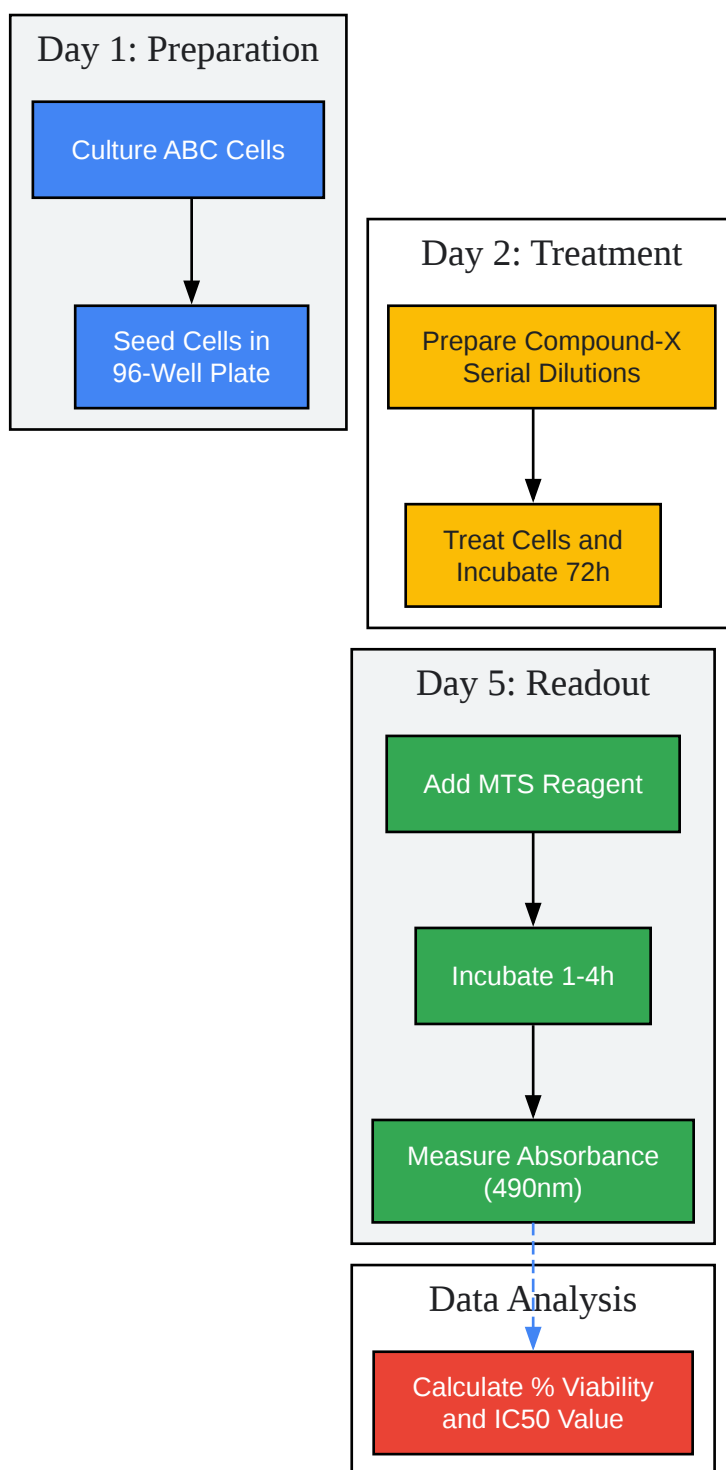 Day 1: Preparation
Culture ABC Cells
Seed Cells in
96-Well Plate
Day 2: Treatment
Prepare Compound-X
Serial Dilutions
Treat Cells and
Incubate 72h
Day 5: Readout
Add MTS Reagent
Incubate 1-4h
Measure Absorbance
(490nm)
Data Analysis
Calculate % Viability
and IC50 Value